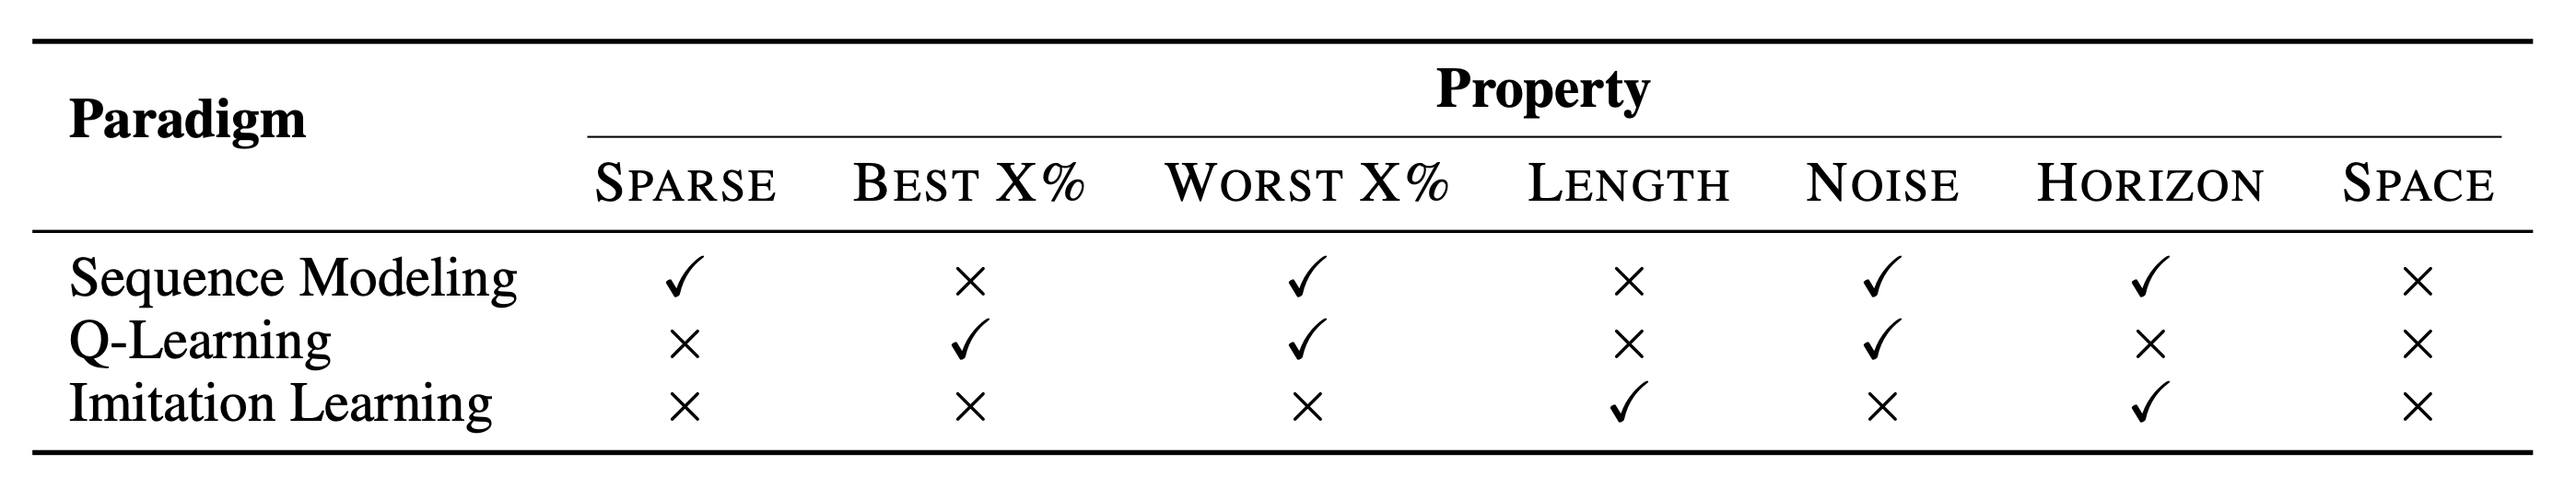 Property
Paradigm
SPARSE BEST X% WORST X% LENGTH NOISE HORIZON SPACE
Sequence Modeling ✓ × ✓ × ✓ ✓ ×
Q-Learning × ✓ ✓ × ✓ × ×
Imitation Learning × × × ✓ × ✓ ×